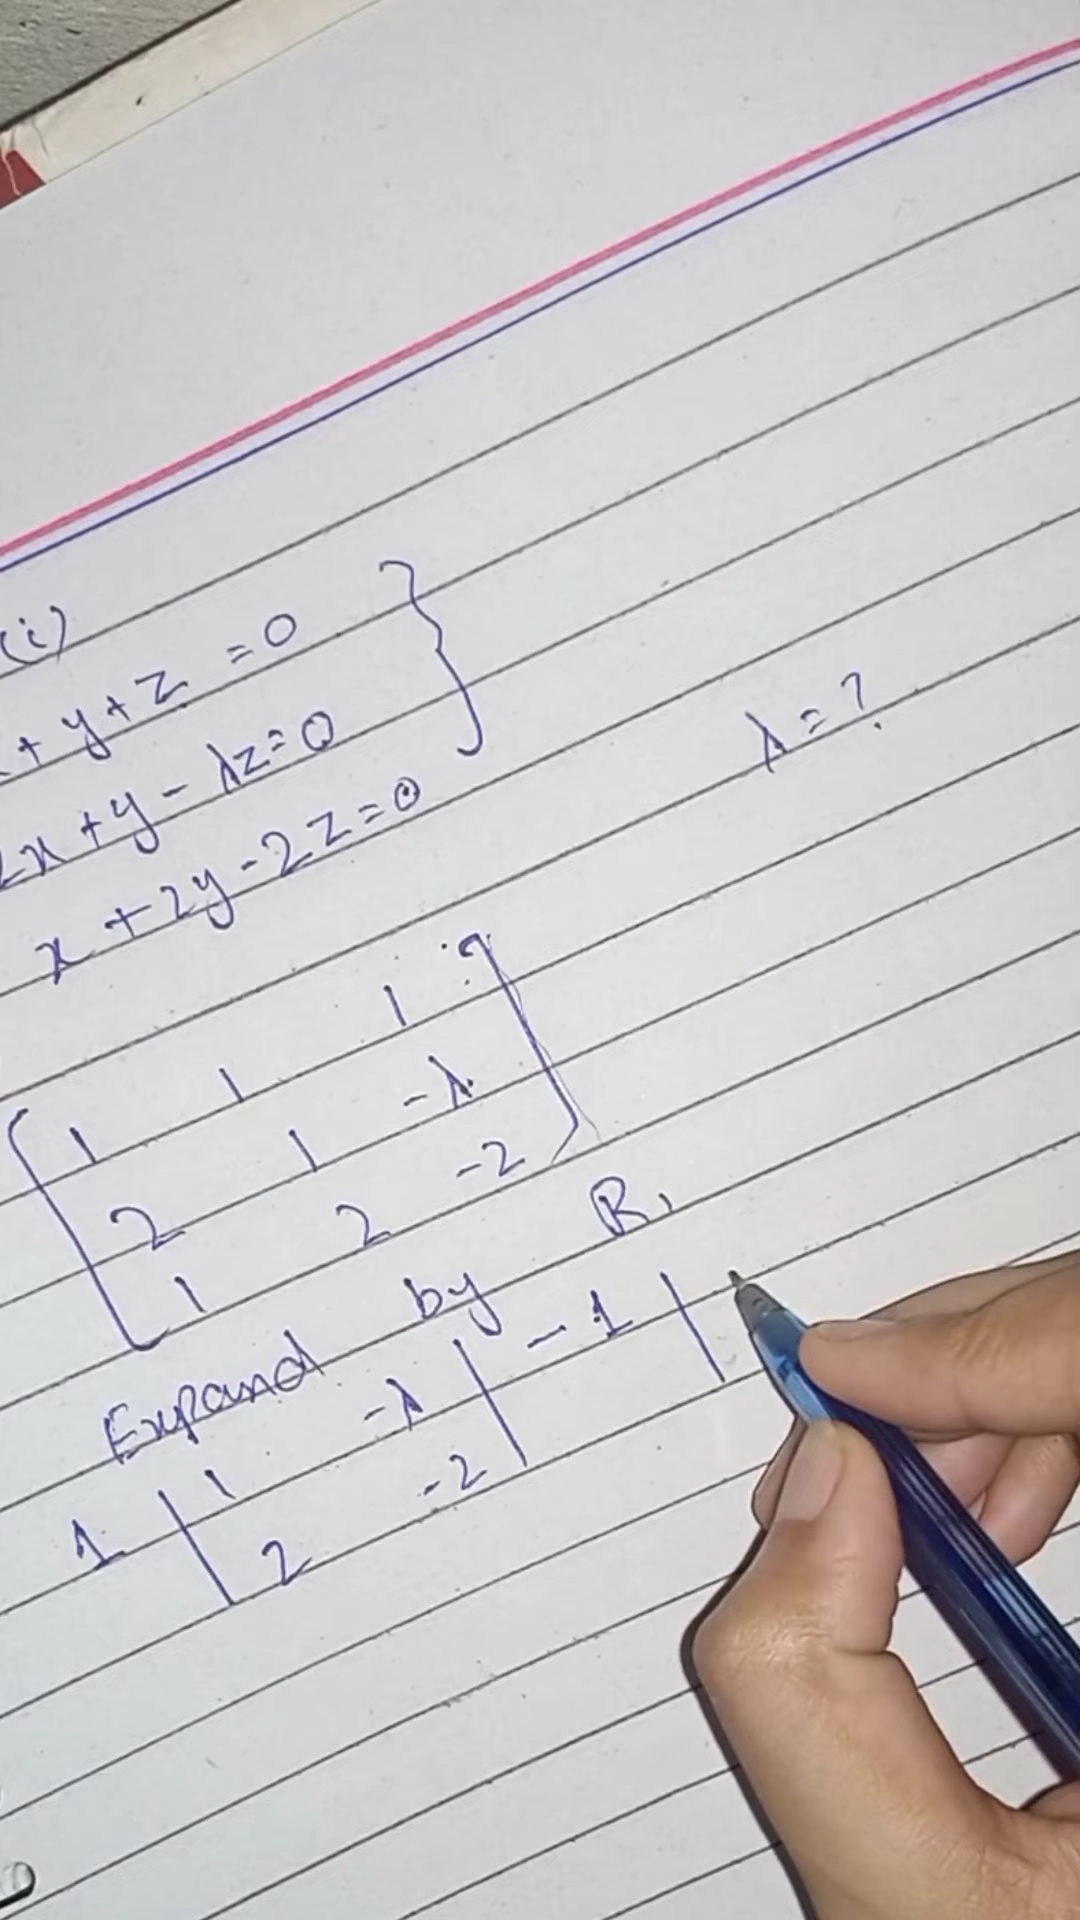 (i)
+ y + z = 0
2x + y - λz = 0
x + 2y - 2z = 0
λ = ?
1 1 1
2 1 -λ
1 2 -2
Expand by R₁
1 | 1 -λ | - 1 |
2 -2